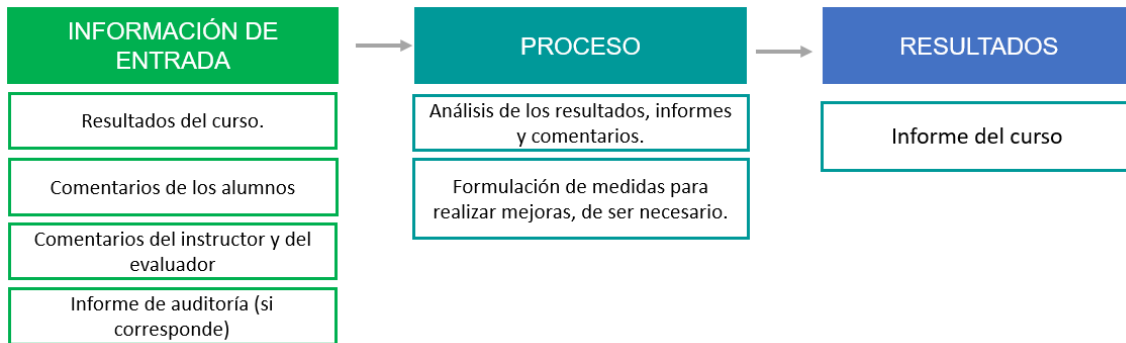 INFORMACIÓN DE
ENTRADA
Resultados del curso.
Comentarios de los alumnos
Comentarios del instructor y del
evaluador
Informe de auditoría (si
corresponde)
PROCESO
Análisis de los resultados, informes
y comentarios.
Formulación de medidas para
realizar mejoras, de ser necesario.
RESULTADOS
Informe del curso